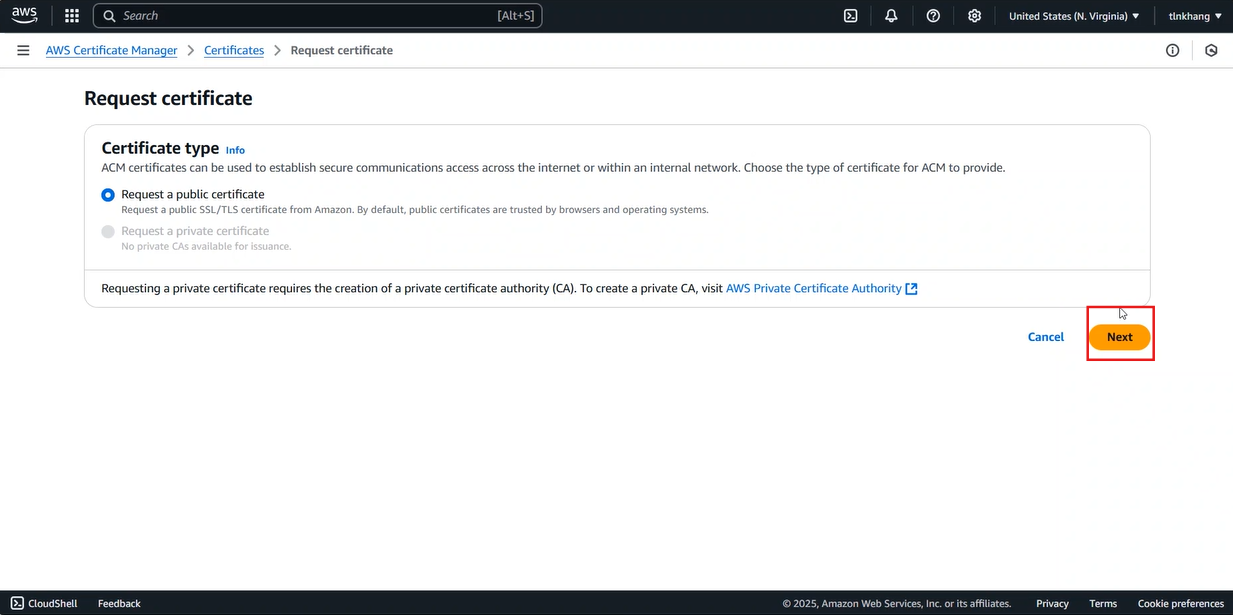 aws
Search [Alt+S]
United States (N. Virginia) ▼
tlnkhang ▼
AWS Certificate Manager > Certificates > Request certificate
Request certificate
Certificate type Info
ACM certificates can be used to establish secure communications access across the internet or within an internal network. Choose the type of certificate for ACM to provide.
Request a public certificate
Request a public SSL/TLS certificate from Amazon. By default, public certificates are trusted by browsers and operating systems.
Request a private certificate
No private CAs available for issuance.
Requesting a private certificate requires the creation of a private certificate authority (CA). To create a private CA, visit AWS Private Certificate Authority
Cancel
Next
CloudShell
Feedback
© 2025, Amazon Web Services, Inc. or its affiliates.
Privacy
Terms
Cookie preferences